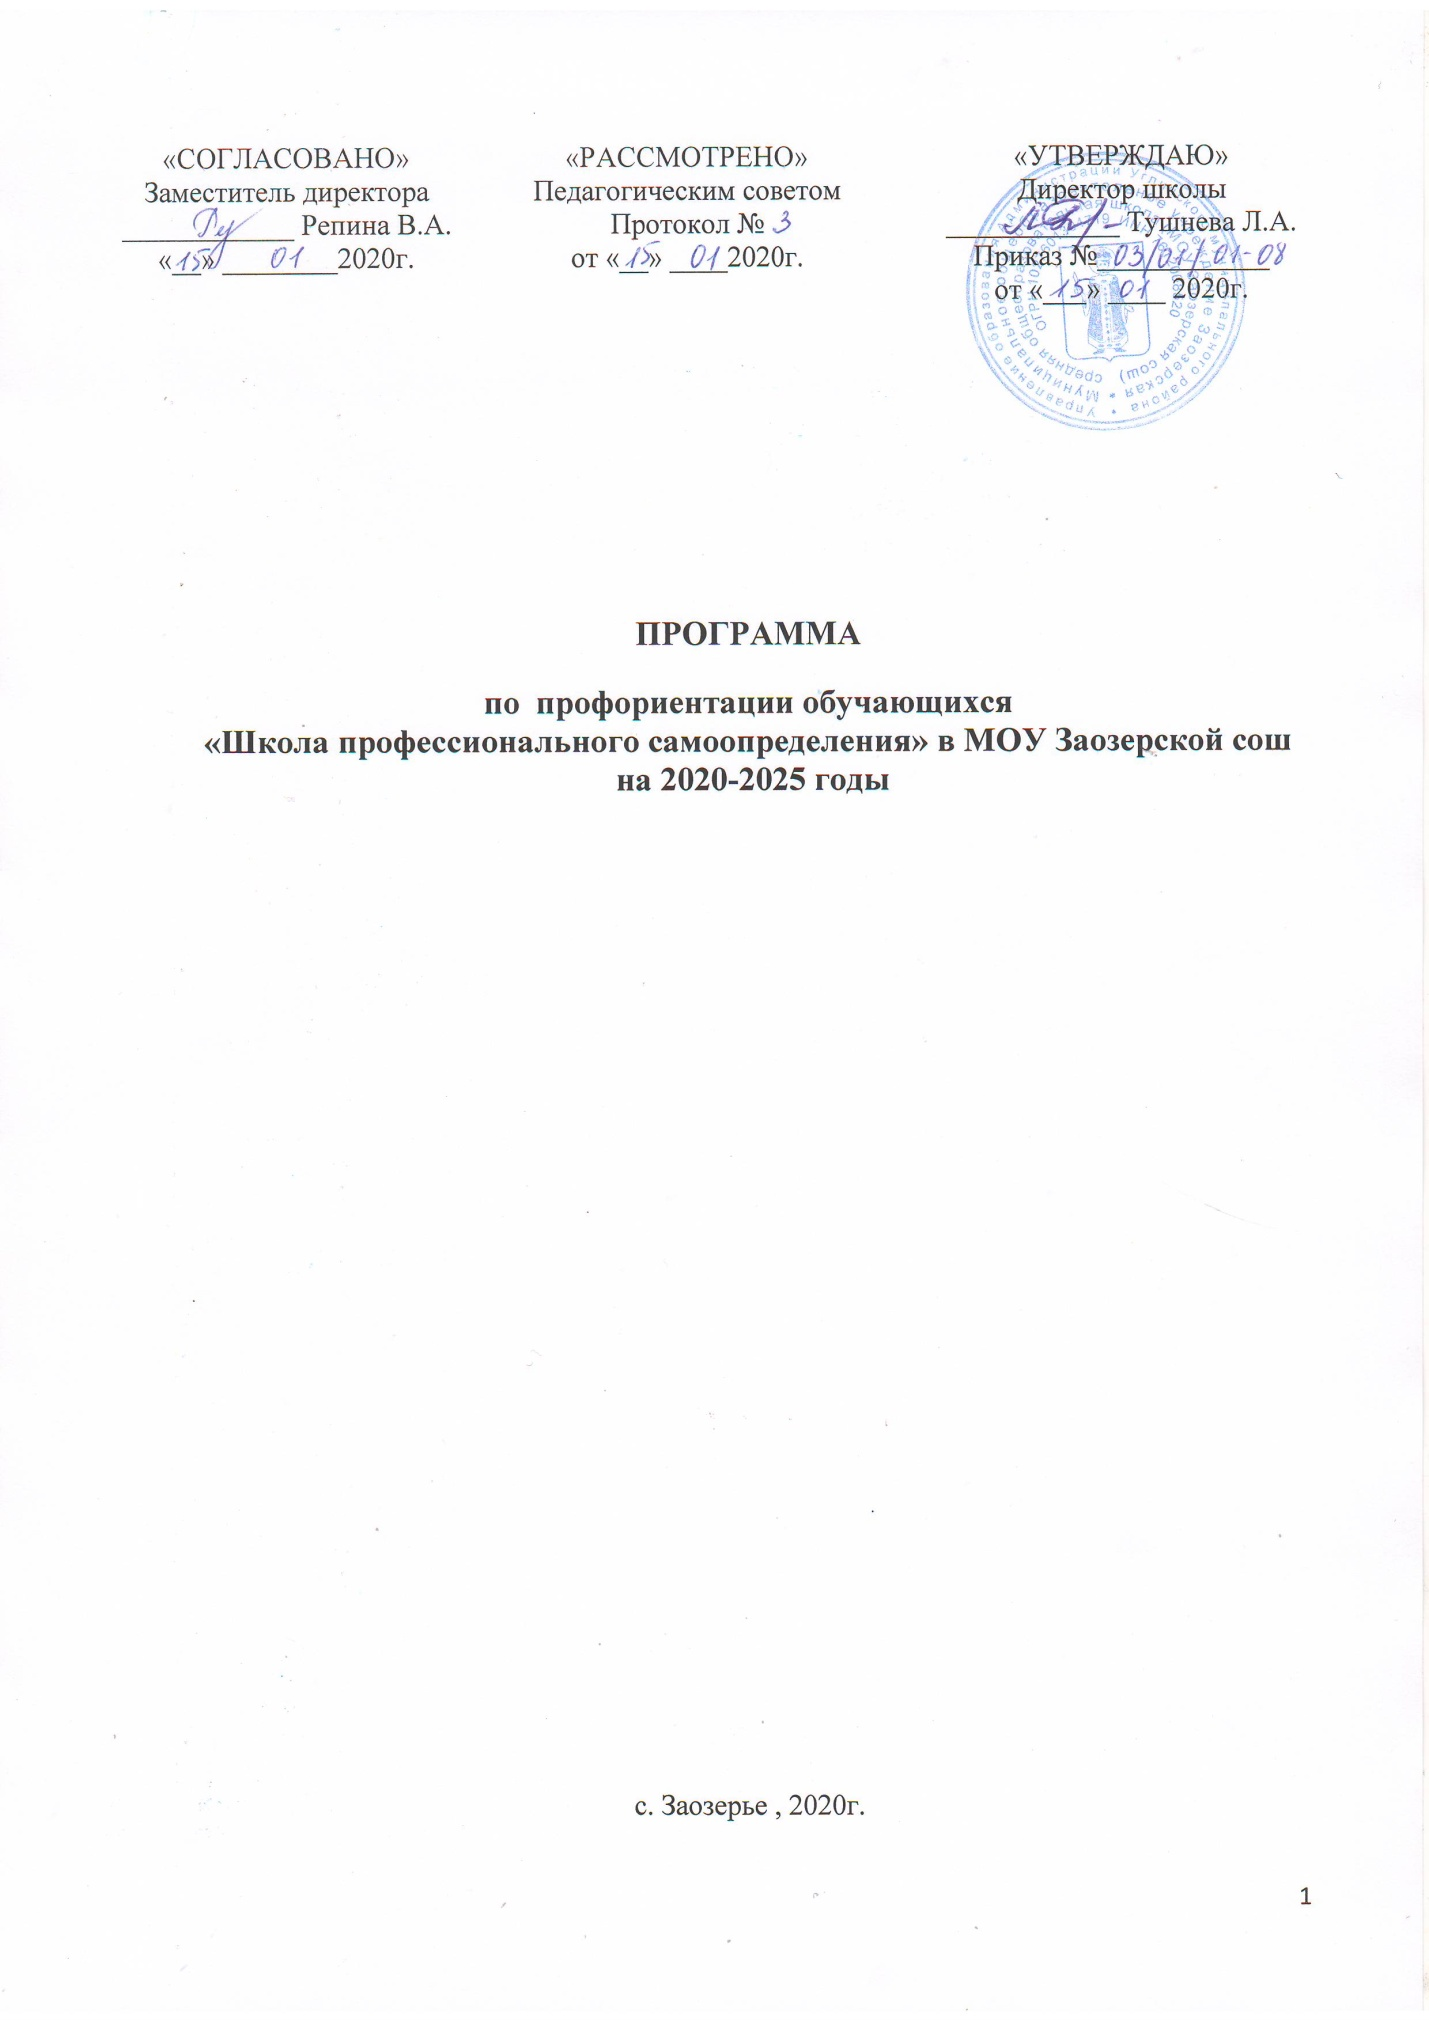 «СОГЛАСОВАНО»
Заместитель директора
____________ Репина В.А.
«15» 01 2020г.
«РАССМОТРЕНО»
Педагогическим советом
Протокол № 3
от «15» 01 2020г.
«УТВЕРЖДАЮ»
Директор школы
____________ Тушнева Л.А.
Приказ № 03/01/01-08
от «15» 01 2020г.
ПРОГРАММА
по профориентации обучающихся
«Школа профессионального самоопределения» в МОУ Заозерской сош
на 2020-2025 годы
с. Заозерье , 2020г.
1